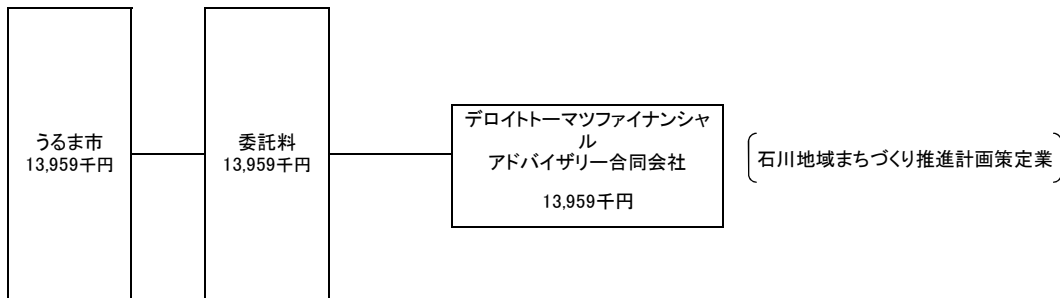 うるま市
13,959千円
委託料
13,959千円
デロイトトーマツファイナンシャ
ル
アドバイザリー合同会社
13,959千円
石川地域まちづくり推進計画策定業